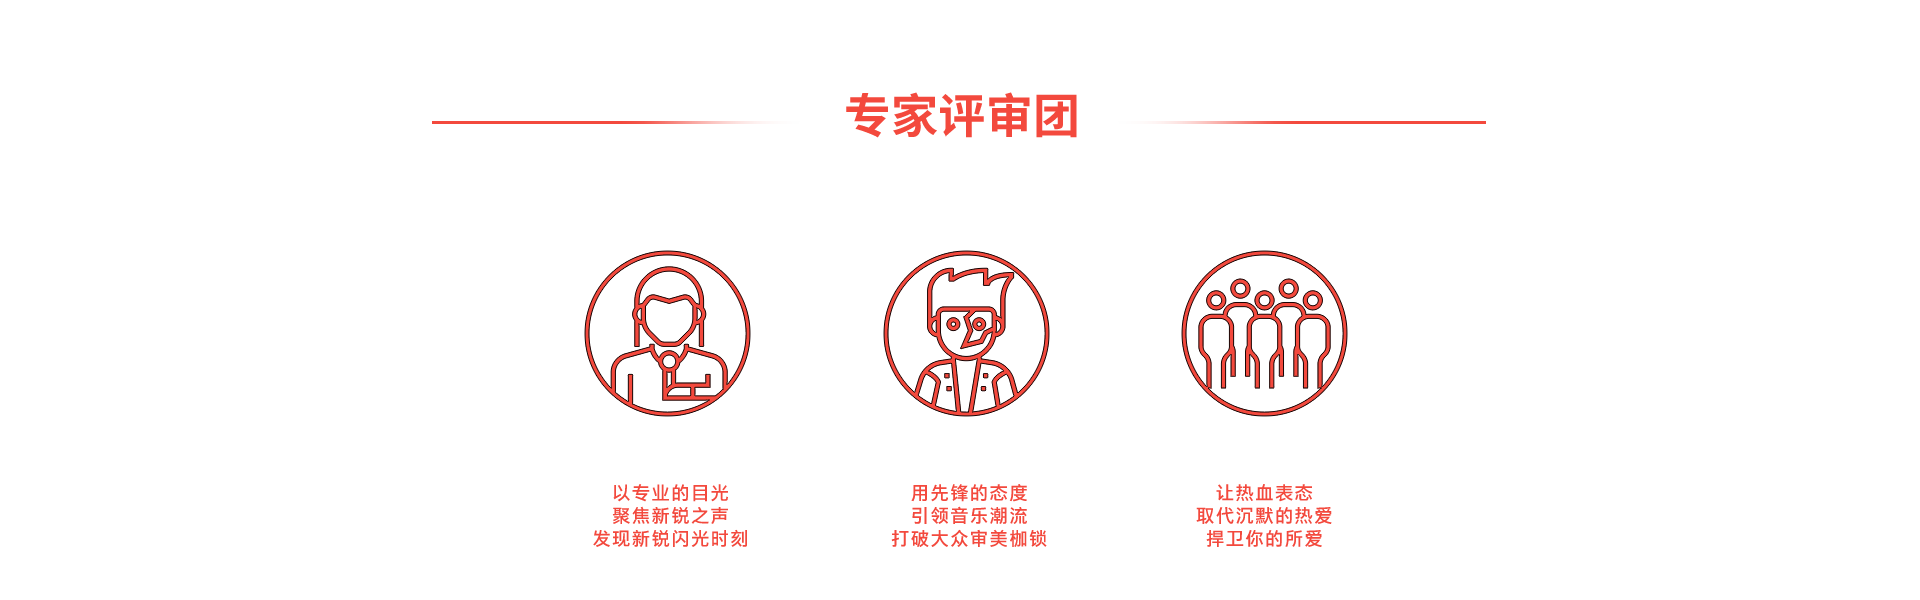 专家评审团
以专业的目光
聚焦新锐之声
发现新锐闪光时刻
用先锋的态度
引领音乐潮流
打破大众审美枷锁
让热血表态
取代沉默的热爱
捍卫你的所爱